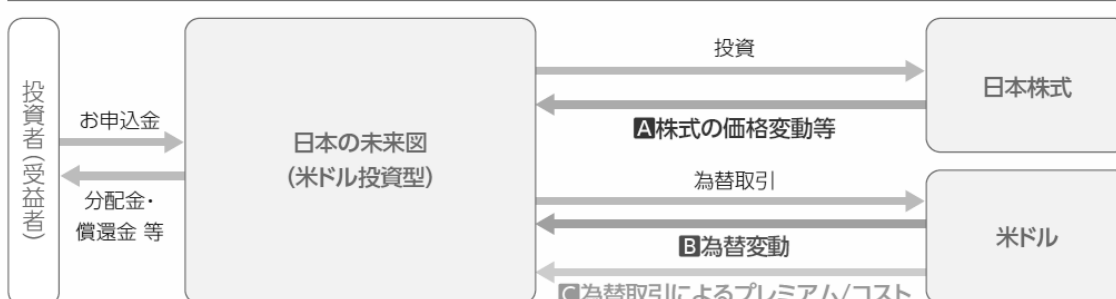 投資者(受益者)
お申込金
分配金・
償還金 等
日本の未来図
(米ドル投資型)
投資
A株式の価格変動等
日本株式
為替取引
B為替変動
C為替取引によるプレミアム/コスト
米ドル